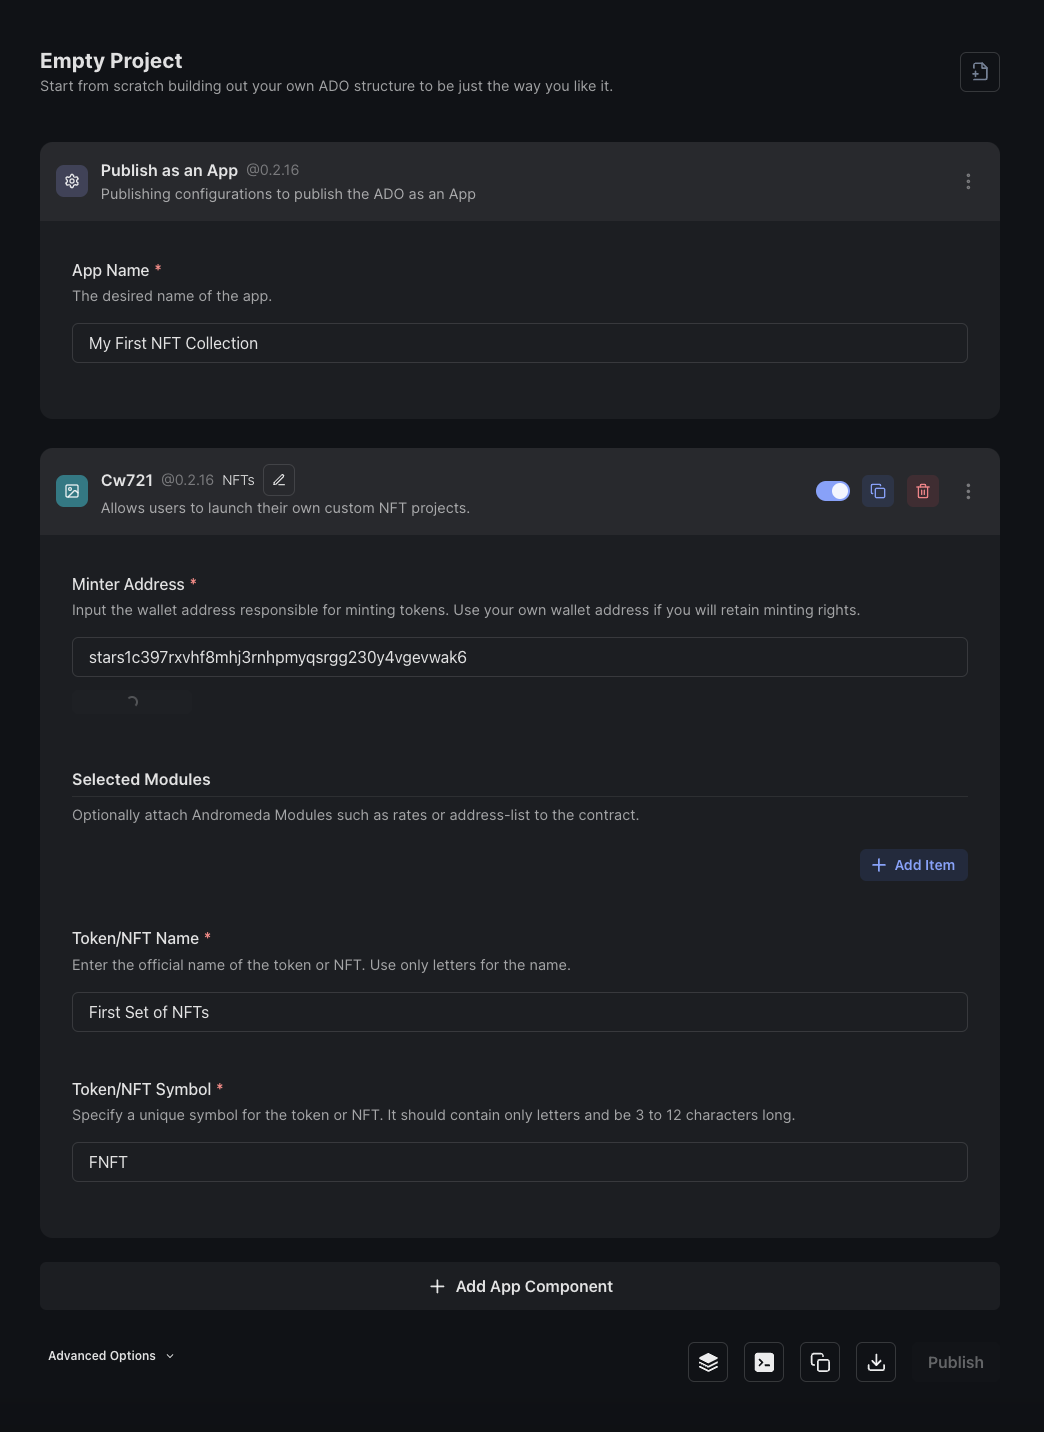 Empty Project
Start from scratch building out your own ADO structure to be just the way you like it.
Publish as an App @0.2.16
Publishing configurations to publish the ADO as an App
App Name *
The desired name of the app.
My First NFT Collection
Cw721 @0.2.16 NFTs
Allows users to launch their own custom NFT projects.
Minter Address *
Input the wallet address responsible for minting tokens. Use your own wallet address if you will retain minting rights.
stars1c397rxvhf8mhj3rnhpmyqsrgg230y4vgevwak6
Selected Modules
Optionally attach Andromeda Modules such as rates or address-list to the contract.
Add Item
Token/NFT Name *
Enter the official name of the token or NFT. Use only letters for the name.
First Set of NFTs
Token/NFT Symbol *
Specify a unique symbol for the token or NFT. It should contain only letters and be 3 to 12 characters long.
FNFT
Add App Component
Advanced Options
Publish